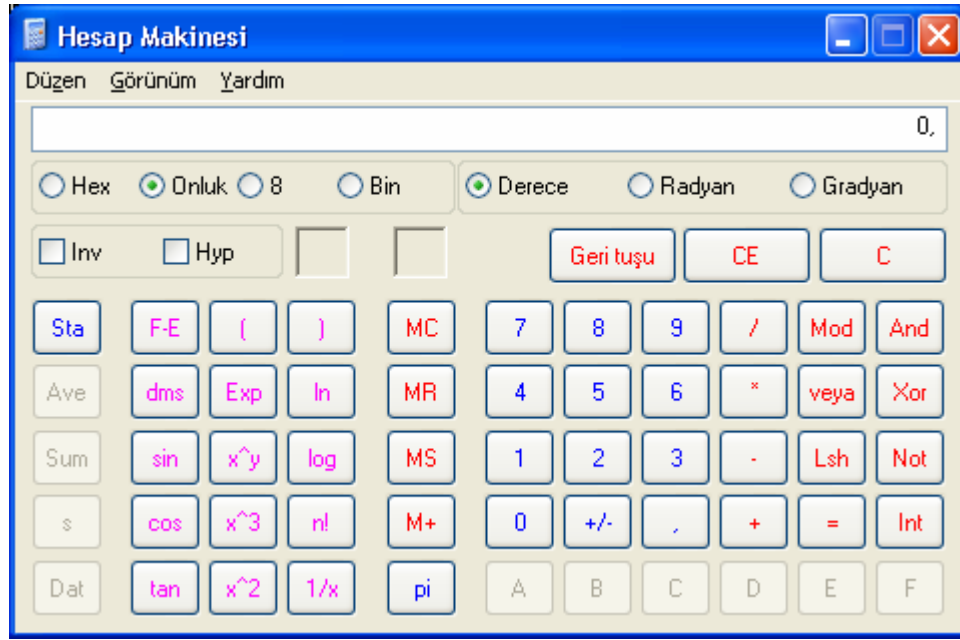 Hesap Makinesi
Düzen Görünüm Yardım
0,
Hex Onluk 8 Bin Derece Radyan Gradyan
Inv Hyp Geri tuşu CE C
Sta F-E ( ) MC 7 8 9 / Mod And
Ave dms Exp ln MR 4 5 6 * veya Xor
Sum sin x^y log MS 1 2 3 - Lsh Not
s cos x^3 n! M+ 0 +/- , + = Int
Dat tan x^2 1/x pi A B C D E F